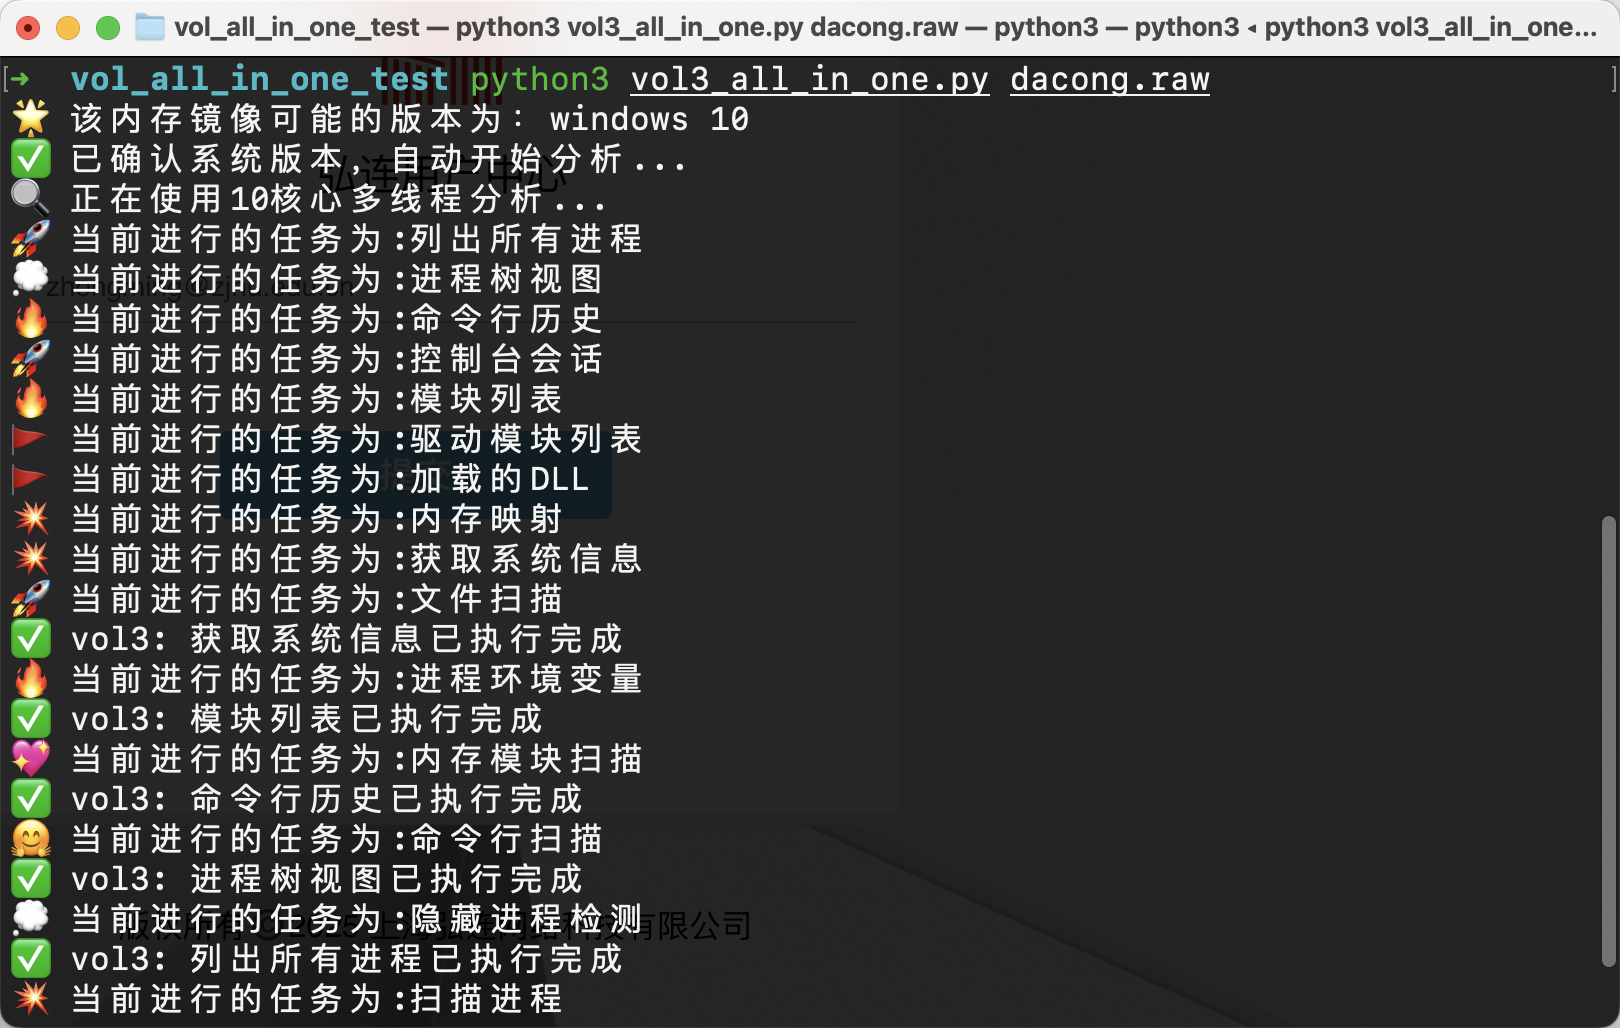 vol_all_in_one_test — python3 vol3_all_in_one.py dacong.raw — python3 — python3 ◂ python3 vol3_all_in_one...
[➜ vol_all_in_one_test python3 vol3_all_in_one.py dacong.raw ]
🌟 该内存镜像可能的版本为: windows 10
✅ 已确认系统版本, 自动开始分析...
弘连用户中心
🔍 正在使用10核心多线程分析...
🚀 当前进行的任务为:列出所有进程
💭 当前进行的任务为:进程树视图
🔥 当前进行的任务为:命令行历史
🚀 当前进行的任务为:控制台会话
🔥 当前进行的任务为:模块列表
🚩 当前进行的任务为:驱动模块列表
🚩 当前进行的任务为:加载的DLL
💥 当前进行的任务为:内存映射
💥 当前进行的任务为:获取系统信息
🚀 当前进行的任务为:文件扫描
✅ vol3: 获取系统信息已执行完成
🔥 当前进行的任务为:进程环境变量
✅ vol3: 模块列表已执行完成
💖 当前进行的任务为:内存模块扫描
✅ vol3: 命令行历史已执行完成
🤗 当前进行的任务为:命令行扫描
✅ vol3: 进程树视图已执行完成
💭 当前进行的任务为:隐藏进程检测
✅ vol3: 列出所有进程已执行完成
💥 当前进行的任务为:扫描进程